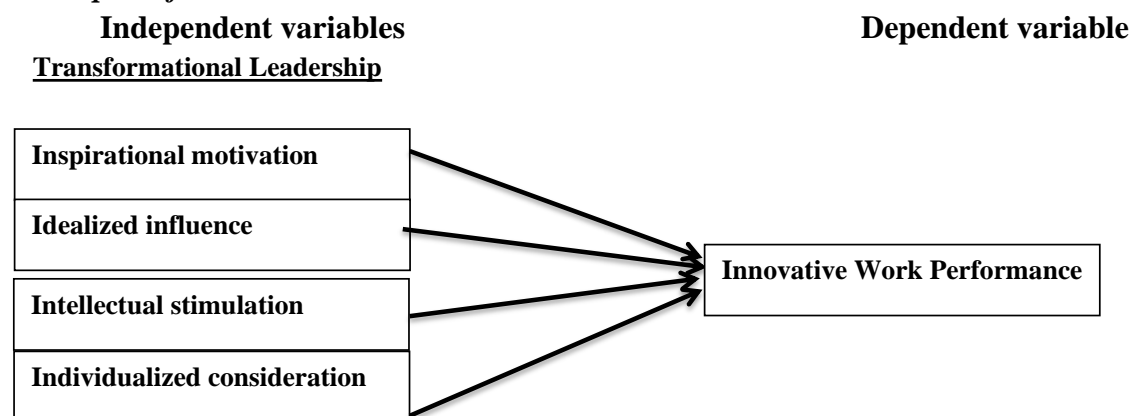 Independent variables Dependent variable
Transformational Leadership
Inspirational motivation
Idealized influence
Innovative Work Performance
Intellectual stimulation
Individualized consideration